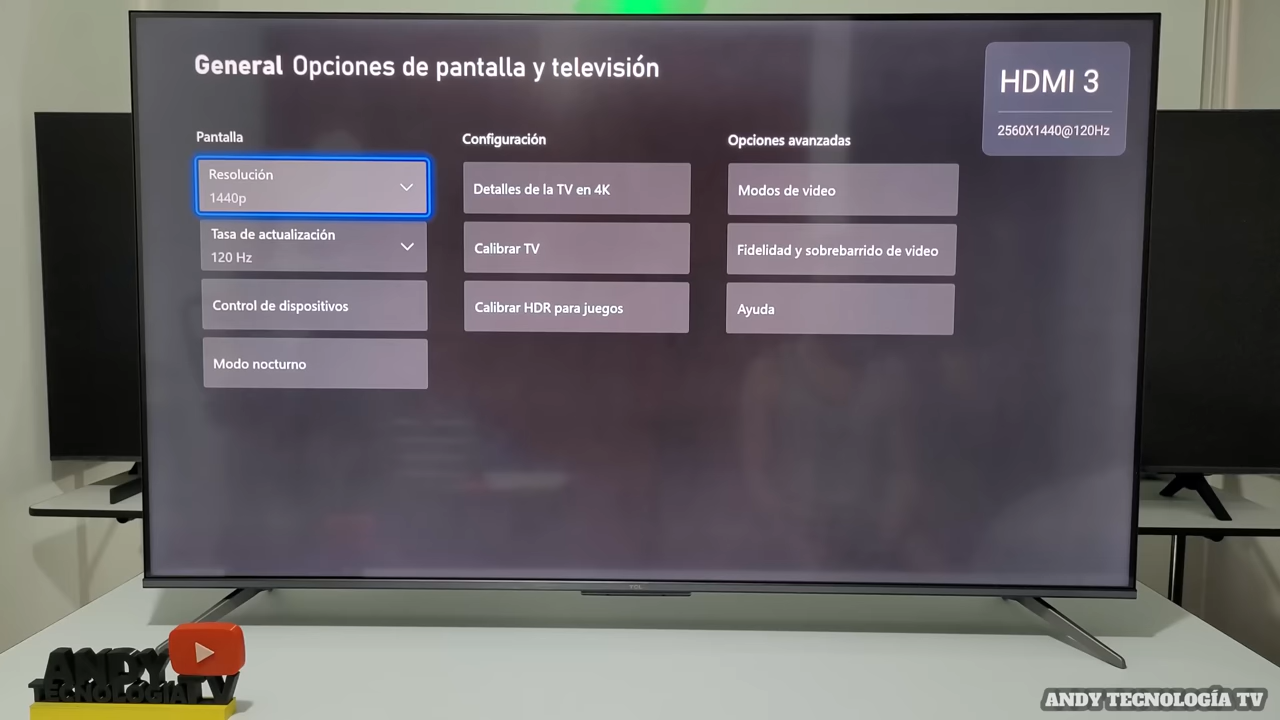 General Opciones de pantalla y televisión
HDMI 3
2560X1440@120Hz
Pantalla
Resolución
1440p
Tasa de actualización
120 Hz
Control de dispositivos
Modo nocturno
Configuración
Detalles de la TV en 4K
Calibrar TV
Calibrar HDR para juegos
Opciones avanzadas
Modos de video
Fidelidad y sobrebarrido de video
Ayuda
TCL
ANDY
TECNOLOGÍA TV
ANDY TECNOLOGÍA TV